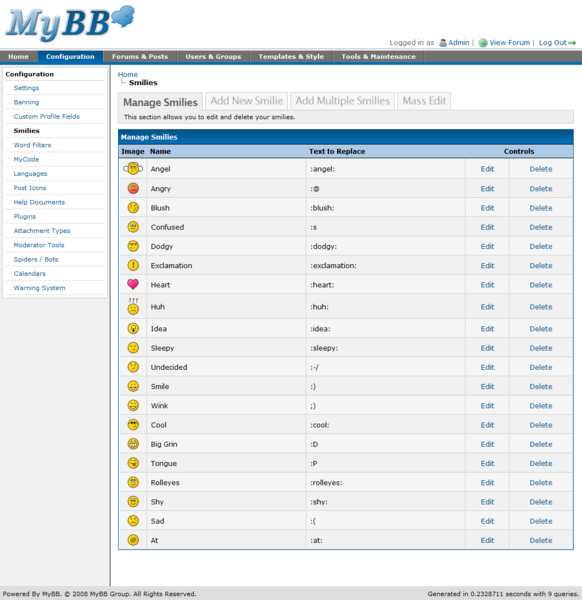 MyBB
Logged in as Admin | View Forum | Log Out
Home Configuration Forums & Posts Users & Groups Templates & Style Tools & Maintenance
Configuration
Settings
Banning
Custom Profile Fields
Smilies
Word Filters
MyCode
Languages
Post Icons
Help Documents
Plugins
Attachment Types
Moderator Tools
Spiders / Bots
Calendars
Warning System
Home
Smilies
Manage Smilies Add New Smilie Add Multiple Smilies Mass Edit
This section allows you to edit and delete your smilies.
Manage Smilies
Image Name Text to Replace Controls
Angel :angel: Edit Delete
Angry :@ Edit Delete
Blush :blush: Edit Delete
Confused :s Edit Delete
Dodgy :dodgy: Edit Delete
! Exclamation :exclamation: Edit Delete
Heart :heart: Edit Delete
??? Huh :huh: Edit Delete
Idea :idea: Edit Delete
Sleepy :sleepy: Edit Delete
Undecided :-/ Edit Delete
Smile :) Edit Delete
Wink ;) Edit Delete
Cool :cool: Edit Delete
Big Grin :D Edit Delete
Tongue :P Edit Delete
Rolleyes :rolleyes: Edit Delete
Shy :shy: Edit Delete
Sad :( Edit Delete
@ At :at: Edit Delete
Powered By MyBB. © 2008 MyBB Group. All Rights Reserved. Generated in 0.2328711 seconds with 9 queries.